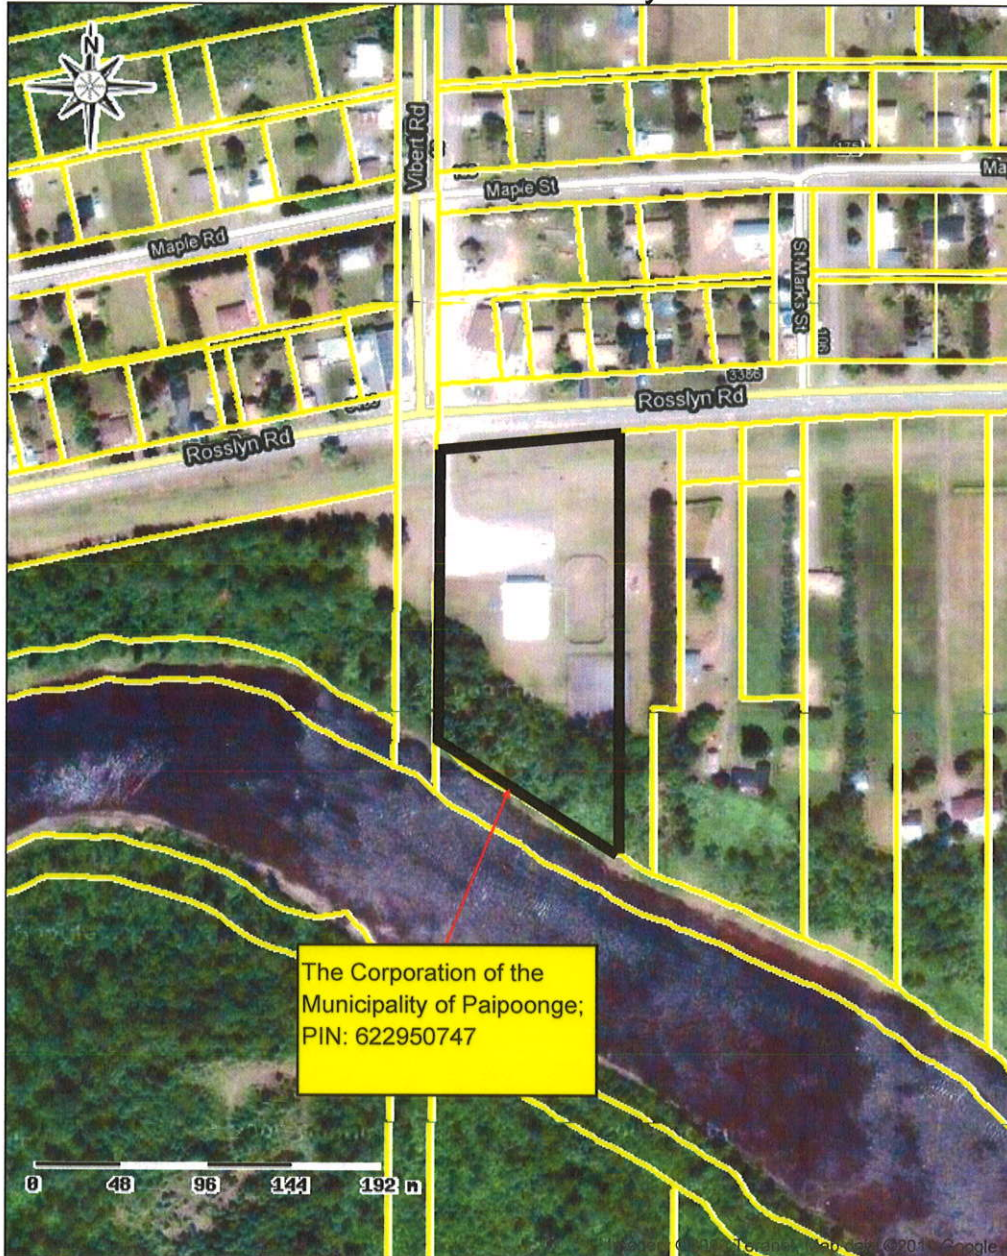 N
Vibert Rd
Maple St
Maple Rd
St Marks St
3386
Rosslyn Rd
Rosslyn Rd
The Corporation of the
Municipality of Paipoonge;
PIN: 622950747
0 48 96 144 192 m